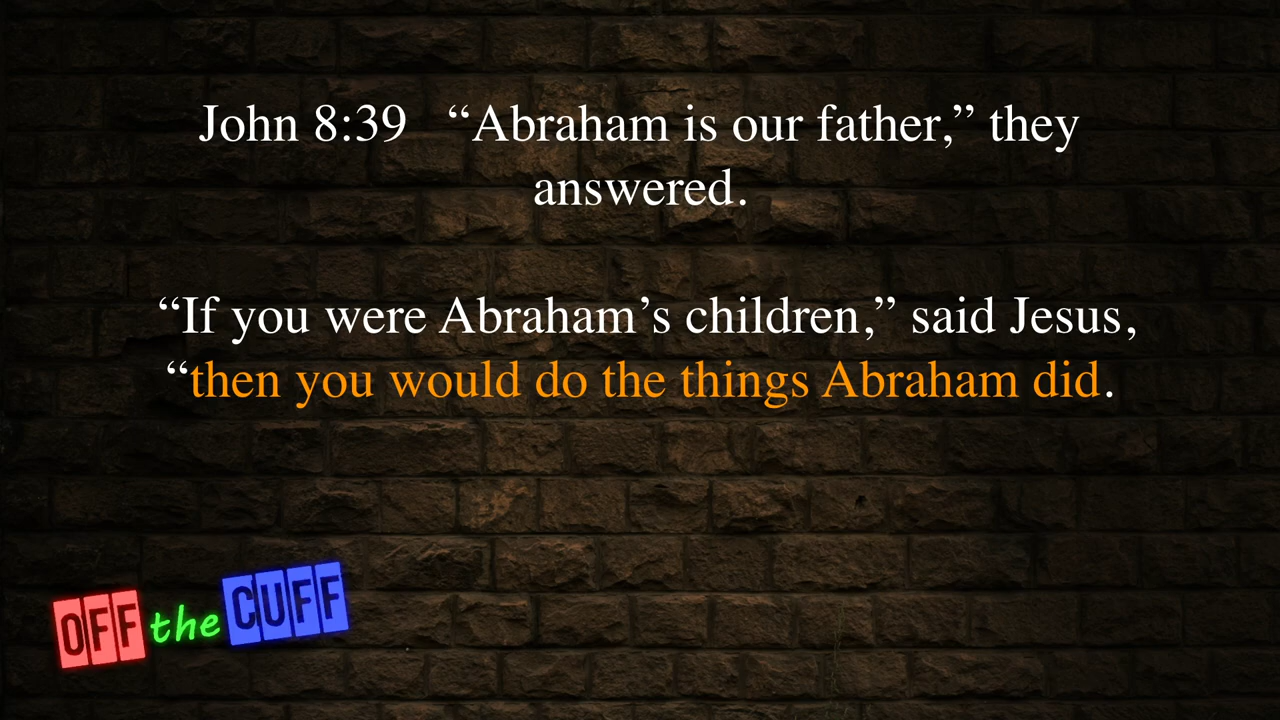 John 8:39   “Abraham is our father,” they
answered.
“If you were Abraham’s children,” said Jesus,
“then you would do the things Abraham did.
OFF the CUFF